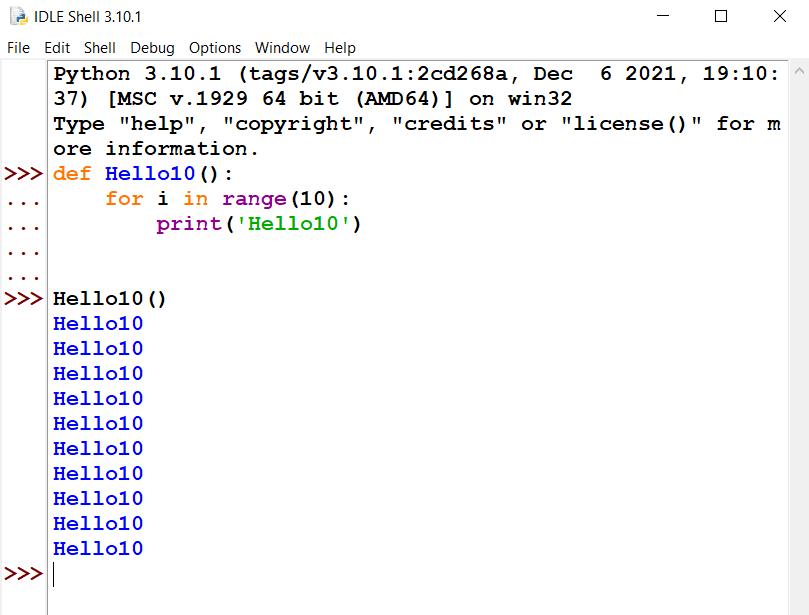 IDLE Shell 3.10.1
File Edit Shell Debug Options Window Help
Python 3.10.1 (tags/v3.10.1:2cd268a, Dec  6 2021, 19:10:
37) [MSC v.1929 64 bit (AMD64)] on win32
Type "help", "copyright", "credits" or "license()" for m
ore information.
>>> def Hello10():
...     for i in range(10):
...         print('Hello10')
...
...
>>> Hello10()
Hello10
Hello10
Hello10
Hello10
Hello10
Hello10
Hello10
Hello10
Hello10
Hello10
>>>